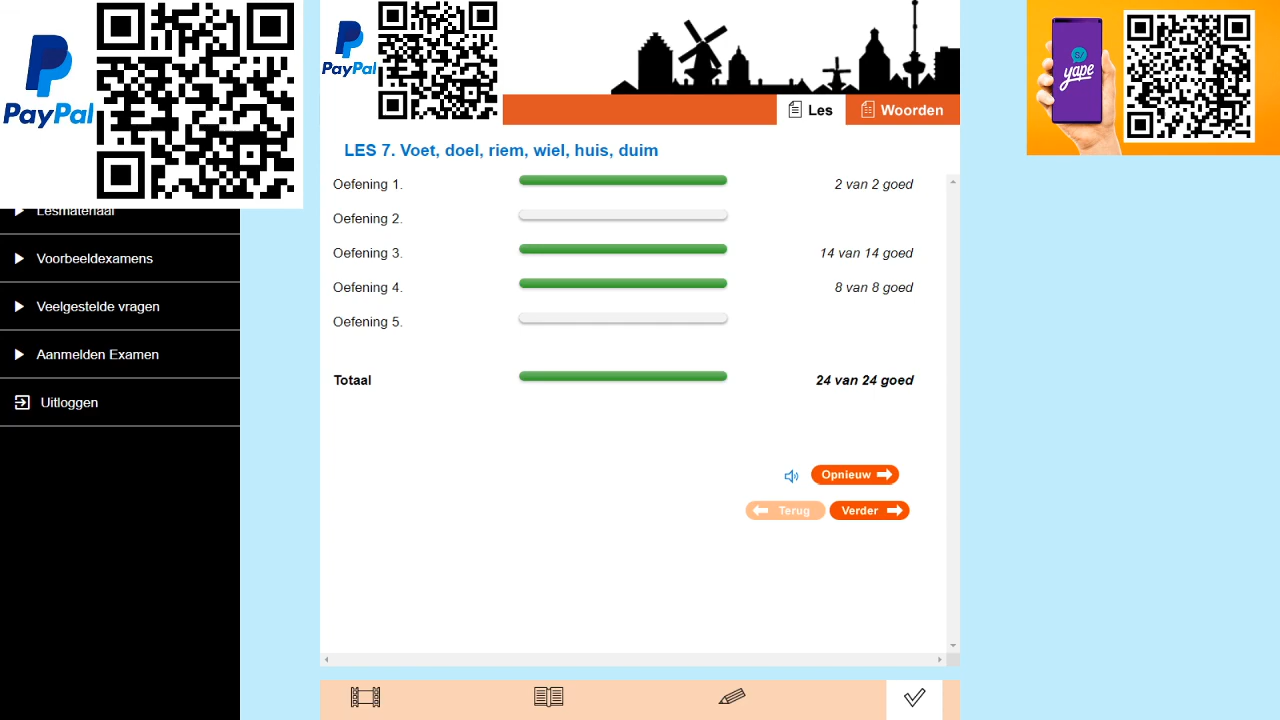 PayPal
PayPal
yape
Les
Woorden
LES 7. Voet, doel, riem, wiel, huis, duim
Oefening 1.
2 van 2 goed
Oefening 2.
Oefening 3.
14 van 14 goed
Oefening 4.
8 van 8 goed
Oefening 5.
Totaal
24 van 24 goed
Opnieuw
Terug
Verder
Lesmateriaal
Voorbeeldexamens
Veelgestelde vragen
Aanmelden Examen
Uitloggen